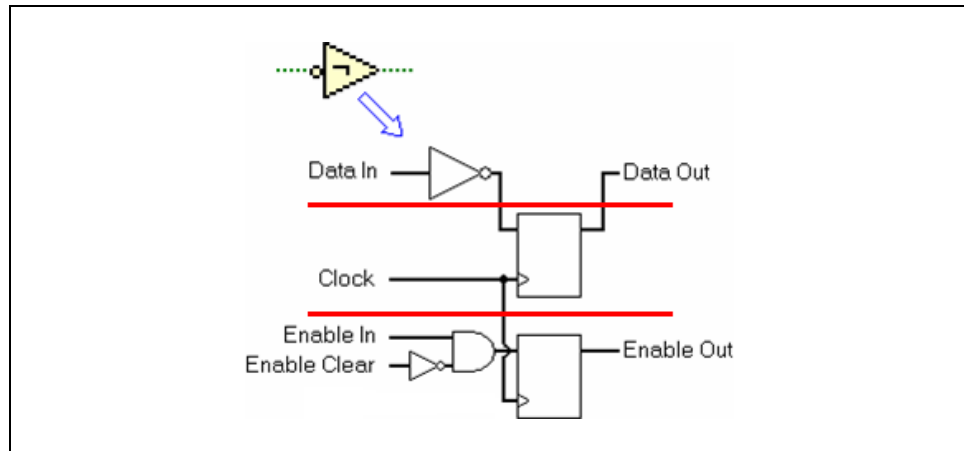 Data In
Data Out
Clock
Enable In
Enable Clear
Enable Out